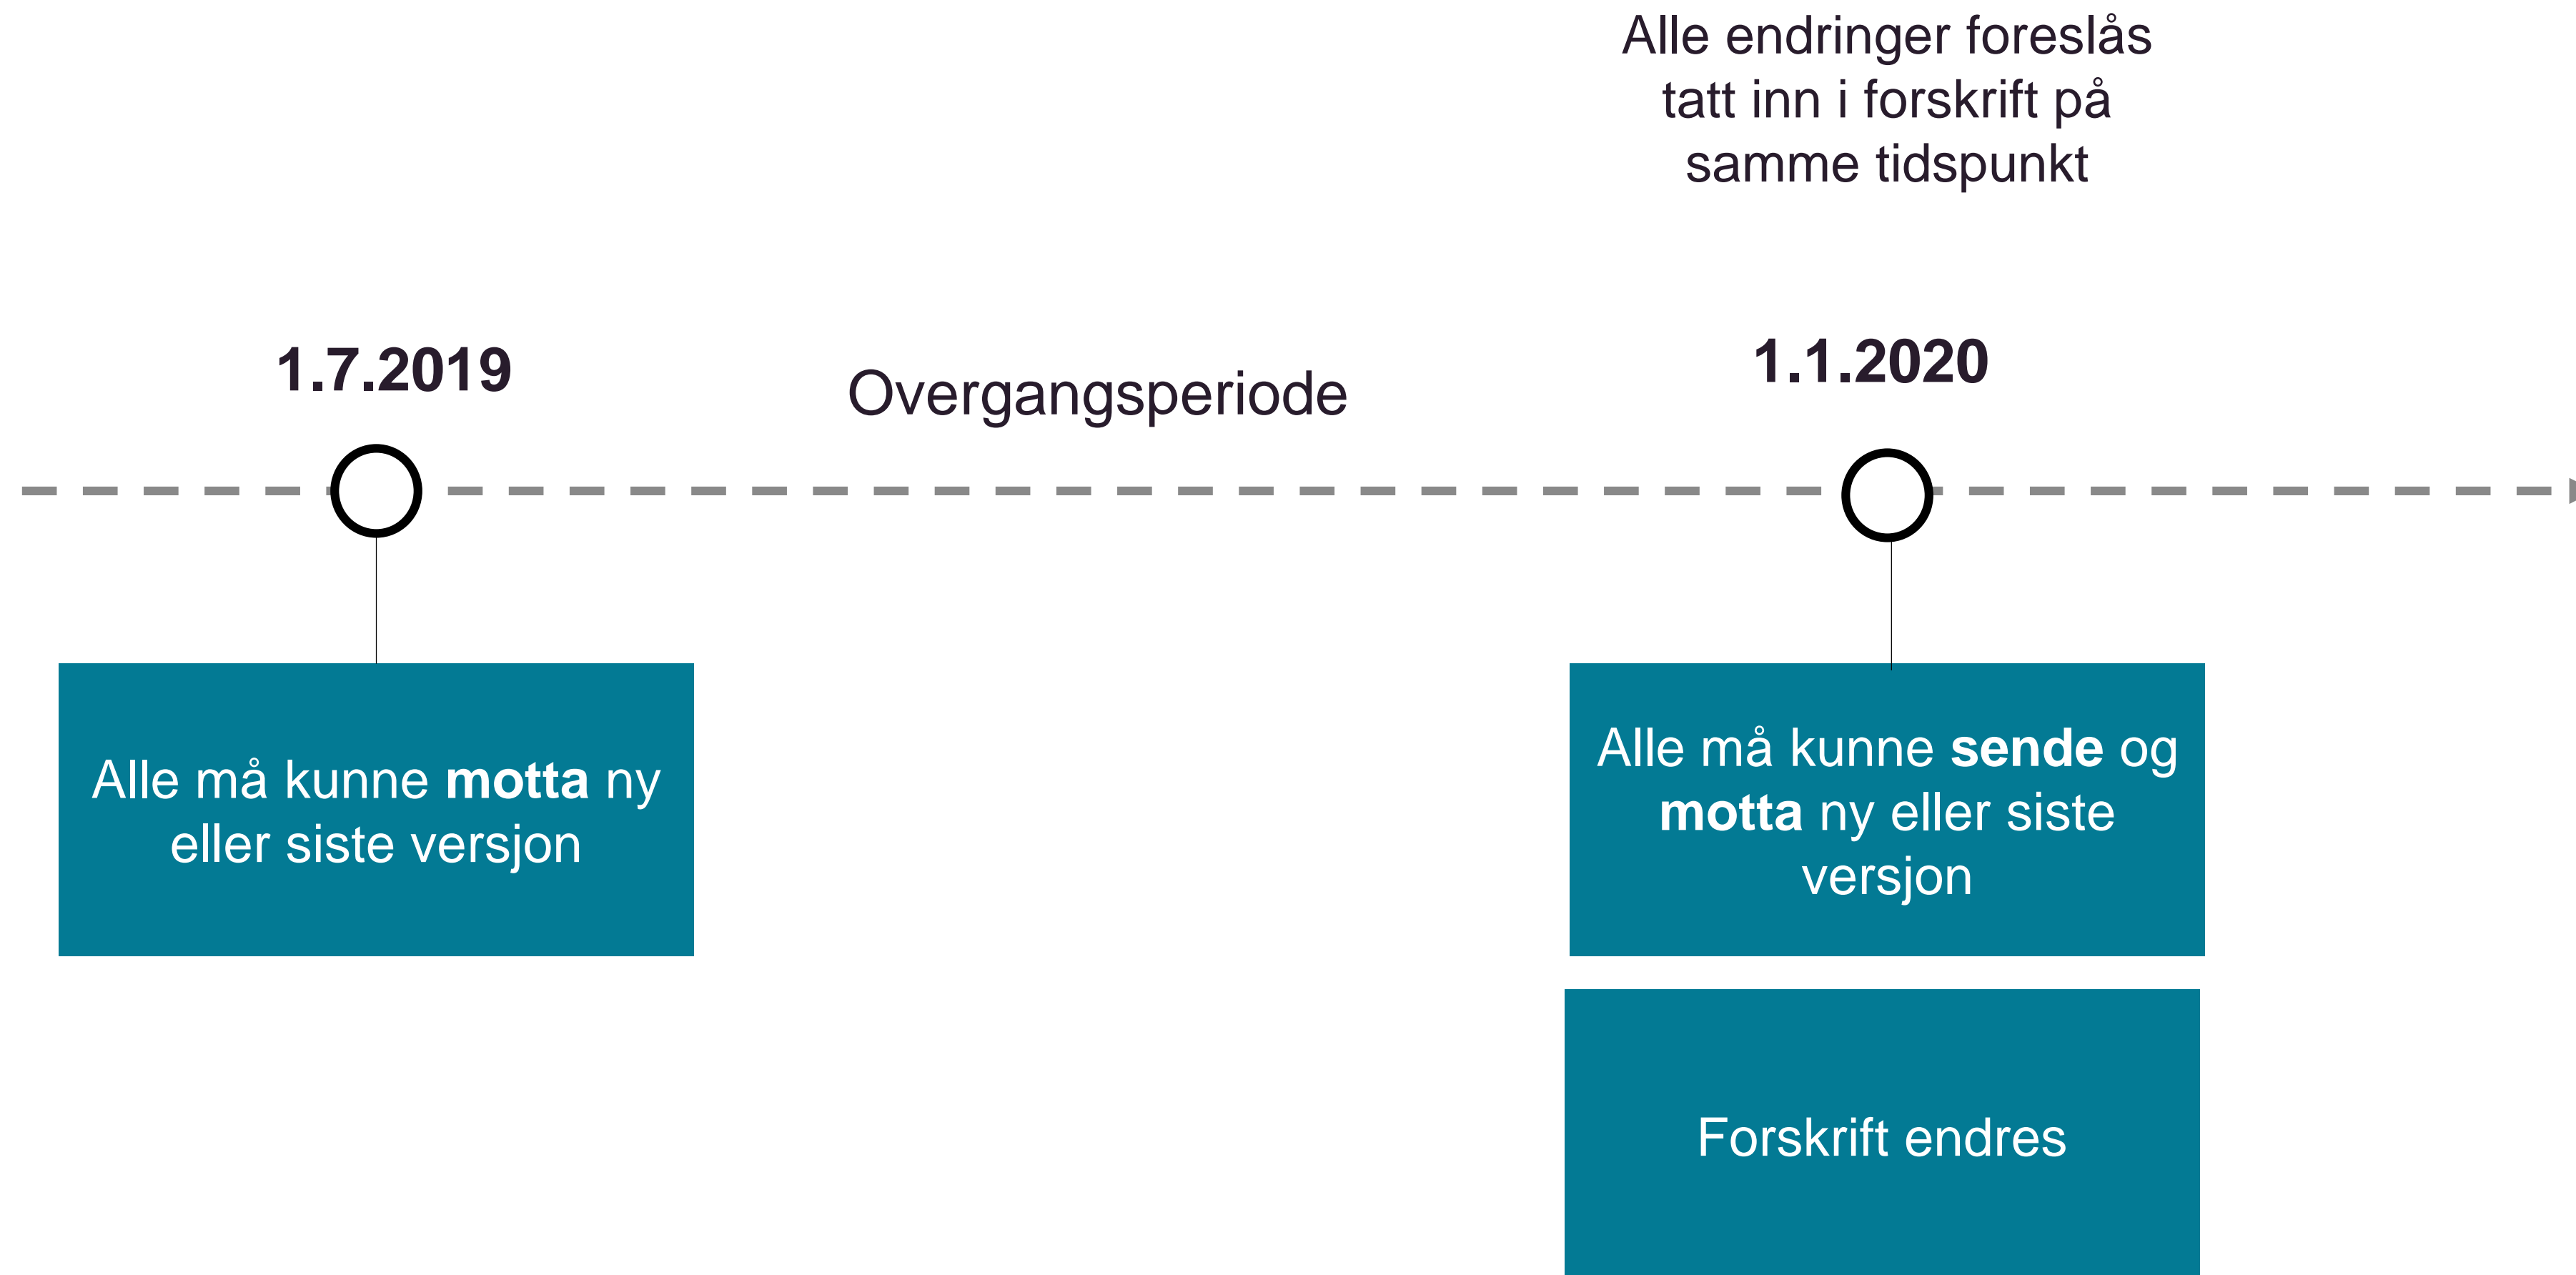 Alle endringer foreslås
tatt inn i forskrift på
samme tidspunkt
1.7.2019
Overgangsperiode
1.1.2020
Alle må kunne motta ny
eller siste versjon
Alle må kunne sende og
motta ny eller siste
versjon
Forskrift endres